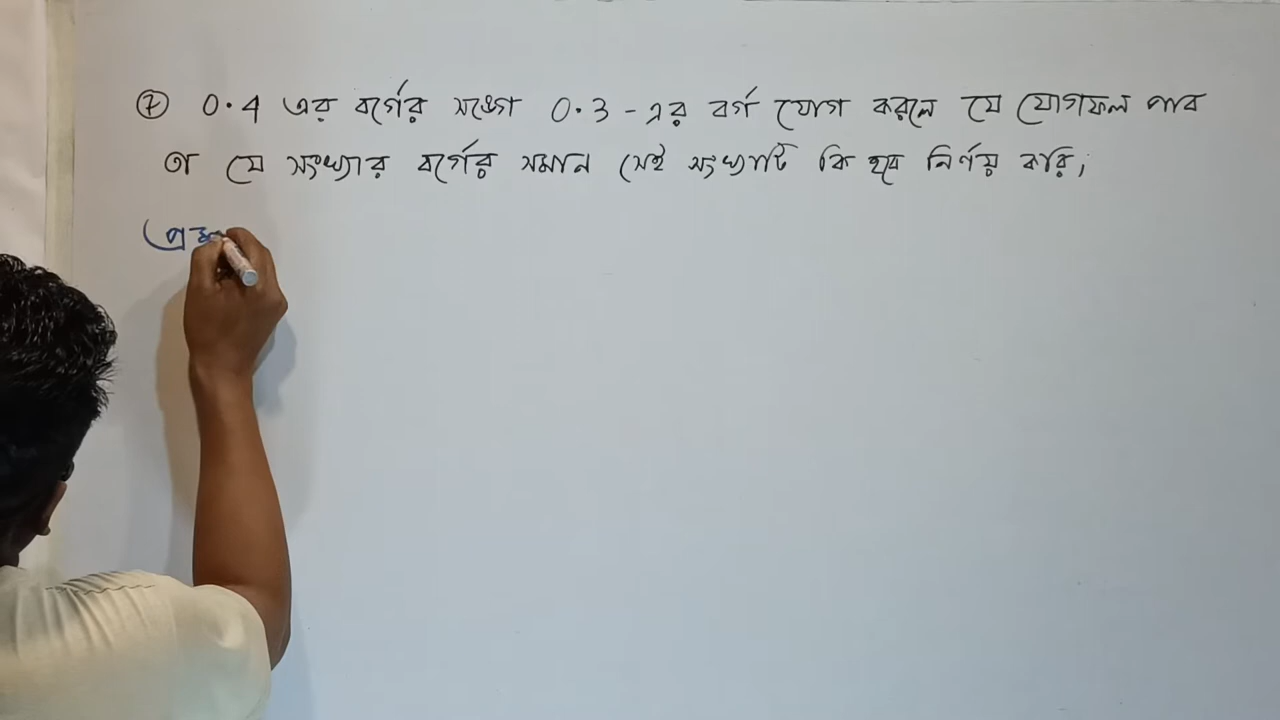 ⑦ 0.4 এর বর্গের সঙ্গে 0.3 - এর বর্গ যোগ করলে যে যোগফল পাব
তা যে সংখ্যার বর্গের সমান সেই সংখ্যাটি কি হবে নির্ণয় করি;